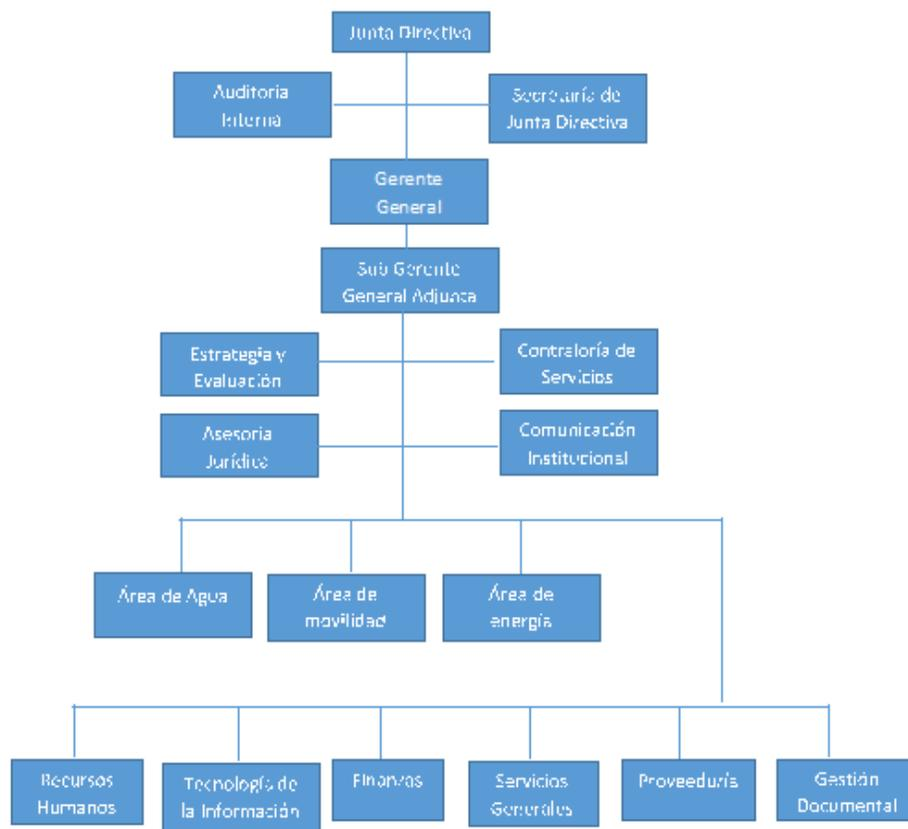 Junta Directiva
Auditoria
Interna
Secretaría de
Junta Directiva
Gerente
General
Sub Gerente
General Adjunta
Estrategia y
Evaluación
Contraloría de
Servicios
Asesoria
Jurídica
Comunicación
Institucional
Área de Agua
Área de
movilidad
Área de
energía
Recursos
Humanos
Tecnología de
la Información
Finanzas
Servicios
Generales
Proveeduría
Gestión
Documental